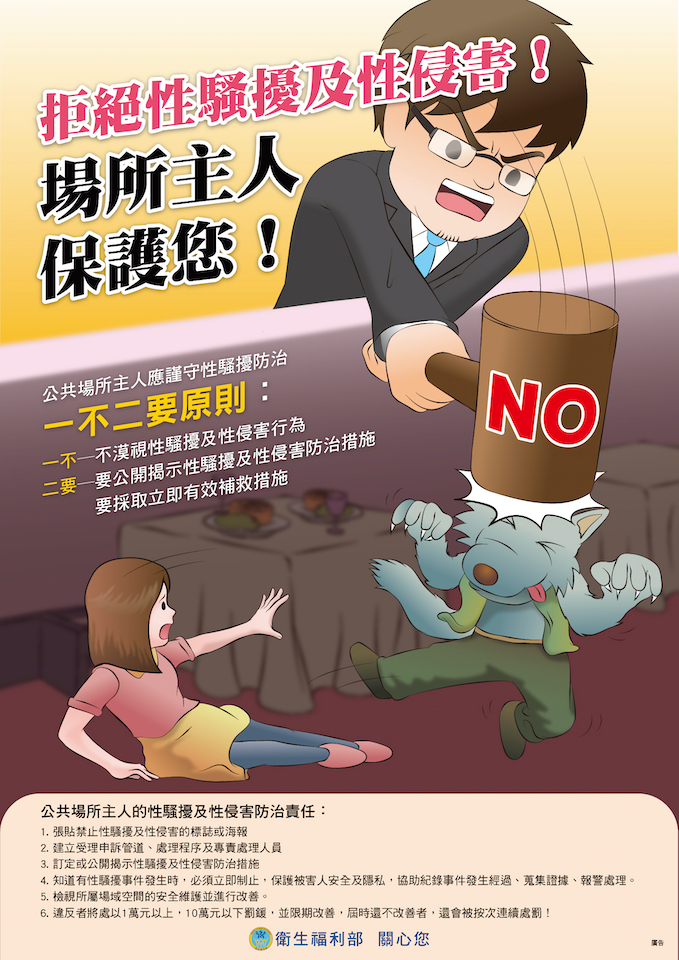 拒絕性騷擾及性侵害！
場所主人
保護您！
公共場所主人應謹守性騷擾防治
一不二要原則：
一不—不漠視性騷擾及性侵害行為
二要—要公開揭示性騷擾及性侵害防治措施
要採取立即有效補救措施
NO
公共場所主人的性騷擾及性侵害防治責任：
1. 張貼禁止性騷擾及性侵害的標誌或海報
2. 建立受理申訴管道、處理程序及專責處理人員
3. 訂定或公開揭示性騷擾及性侵害防治措施
4. 知道有性騷擾事件發生時，必須立即制止，保護被害人安全及隱私，協助紀錄事件發生經過、蒐集證據、報警處理。
5. 檢視所屬場域空間的安全維護並進行改善。
6. 違反者將處以1萬元以上，10萬元以下罰鍰，並限期改善，屆時還不改善者，還會被按次連續處罰！
衛生福利部 關心您
廣告